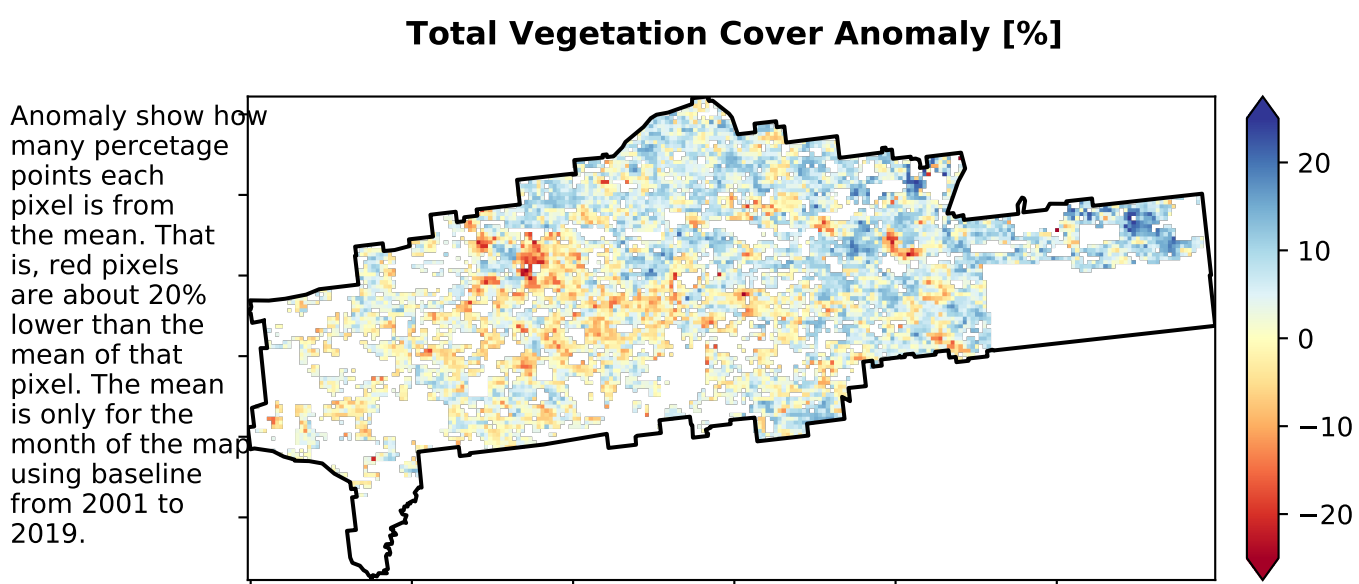 Total Vegetation Cover Anomaly [%]
Anomaly show how
many percetage
points each
pixel is from
the mean. That
is, red pixels
are about 20%
lower than the
mean of that
pixel. The mean
is only for the
month of the map
using baseline
from 2001 to
2019.
20
10
0
−10
−20